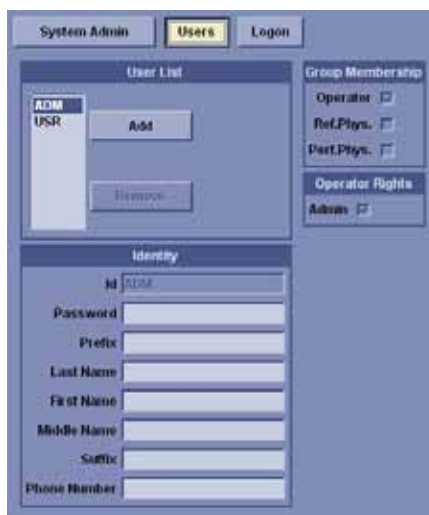 System Admin Users Logon
User List
ADM
USR
Add
Remove
Group Membership
Operator
Ref.Phys.
Perf.Phys.
Operator Rights
Admin
Identity
Id ADM
Password
Prefix
Last Name
First Name
Middle Name
Suffix
Phone Number